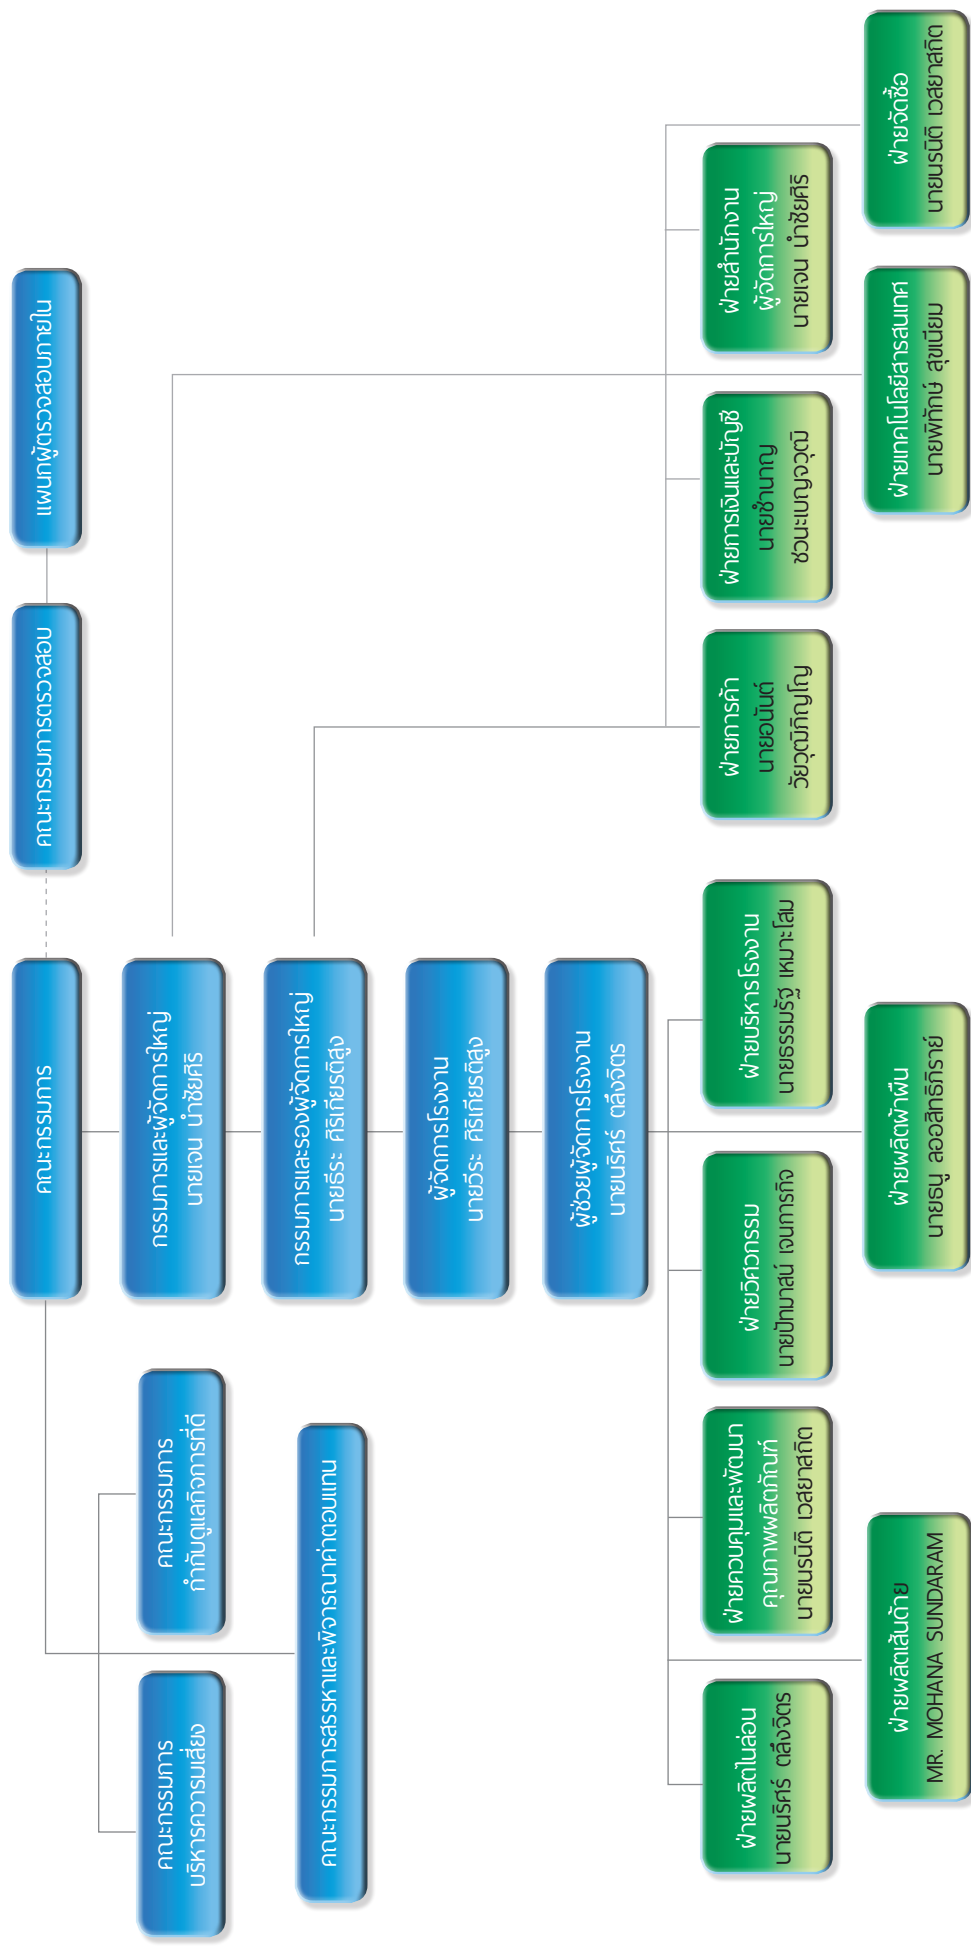 คณะกรรมการ
คณะกรรมการตรวจสอบ
แผนกผู้ตรวจสอบภายใน
คณะกรรมการ
บริหารความเสี่ยง
คณะกรรมการ
กำกับดูแลกิจการที่ดี
คณะกรรมการสรรหาและพิจารณาค่าตอบแทน
กรรมการและผู้จัดการใหญ่
นายเจน นำชัยศิริ
กรรมการและรองผู้จัดการใหญ่
นายธีระ ศิริเกียรติสูง
ผู้จัดการโรงงาน
นายวีระ ศิริเกียรติสูง
ผู้ช่วยผู้จัดการโรงงาน
นายนริศร์ ตลึงจิตร
ฝ่ายผลิตไนล่อน
นายนริศร์ ตลึงจิตร
ฝ่ายควบคุมและพัฒนา
คุณภาพผลิตภัณฑ์
นายนรนิติ เวสยาสถิต
ฝ่ายวิศวกรรม
นายปัทมาสน์ เจนการกิจ
ฝ่ายบริหารโรงงาน
นายธรรมรัฐ เหมาะโสม
ฝ่ายการค้า
นายอนันต์
วัยวุฒิภิญโญ
ฝ่ายการเงินและบัญชี
นายชำนาญ
ชวนะเบญจวุฒิ
ฝ่ายสำนักงาน
ผู้จัดการใหญ่
นายเจน นำชัยศิริ
ฝ่ายผลิตเส้นด้าย
MR. MOHANA SUNDARAM
ฝ่ายผลิตผ้าผืน
นายธนู ลออสิทธิภิราย์
ฝ่ายเทคโนโลยีสารสนเทศ
นายพิทักษ์ สุขเนียม
ฝ่ายจัดซื้อ
นายนรนิติ เวสยาสถิต